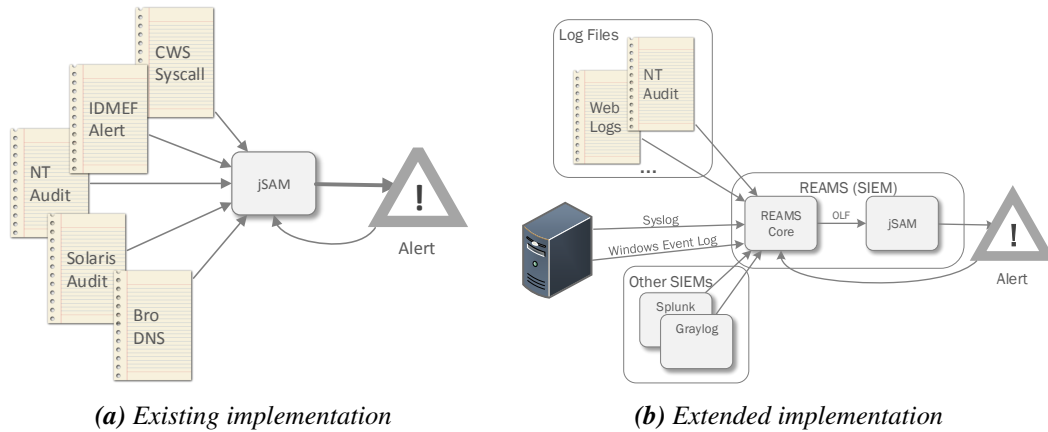 CWS
Syscall
IDMEF
Alert
NT
Audit
Solaris
Audit
Bro
DNS
jSAM
!
Alert
(a) Existing implementation
Log Files
NT
Audit
Web
Logs
...
REAMS (SIEM)
REAMS
Core
OLF
jSAM
!
Alert
Syslog
Windows Event Log
Other SIEMs
Splunk
Graylog
(b) Extended implementation